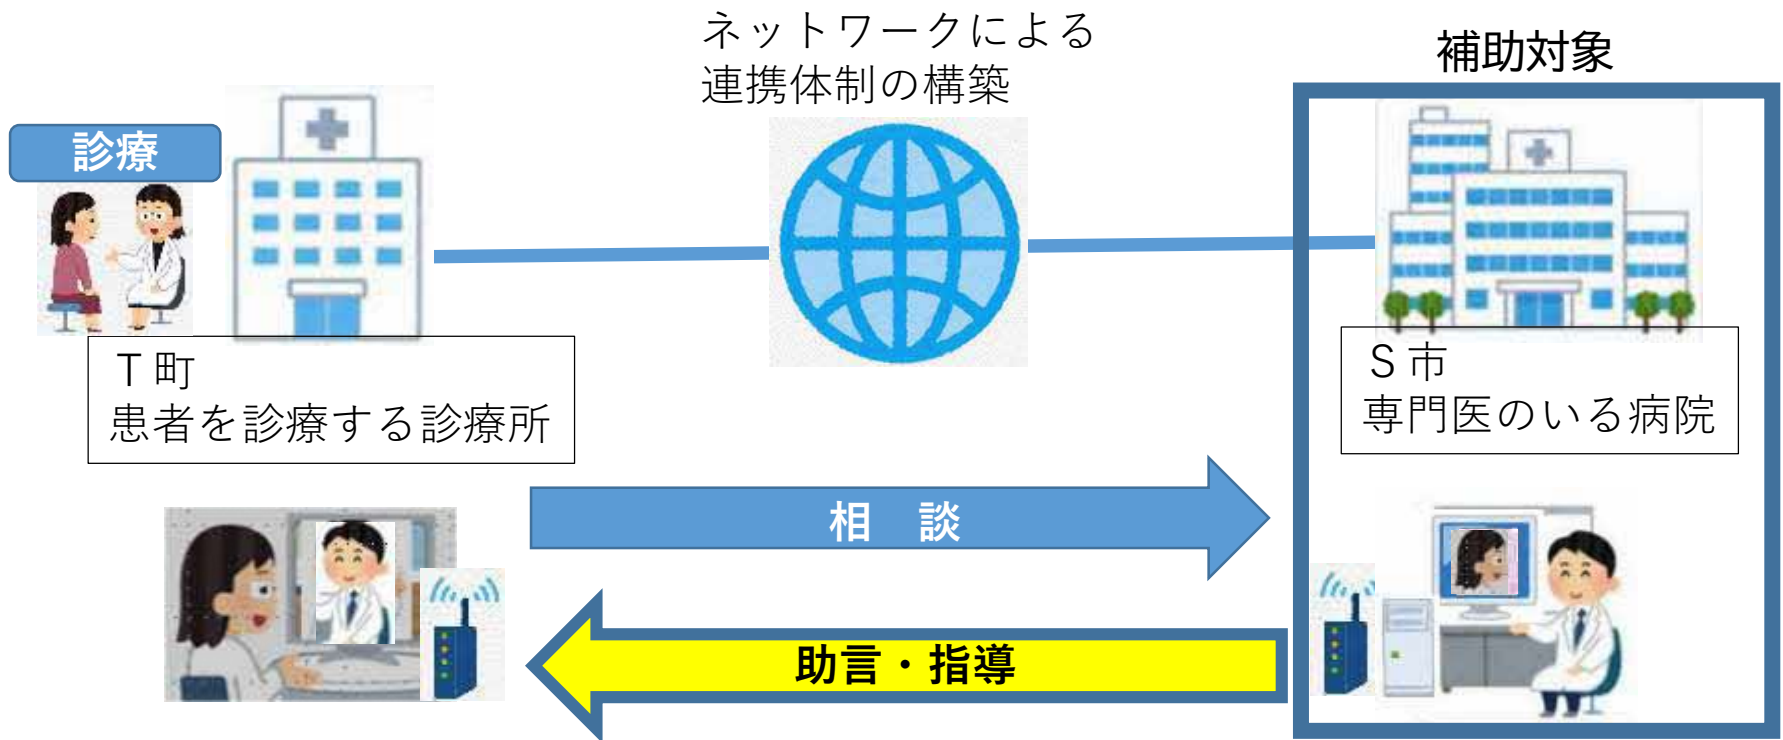 ネットワークによる
連携体制の構築
補助対象
診療
T町
患者を診療する診療所
S市
専門医のいる病院
相　談
助言・指導